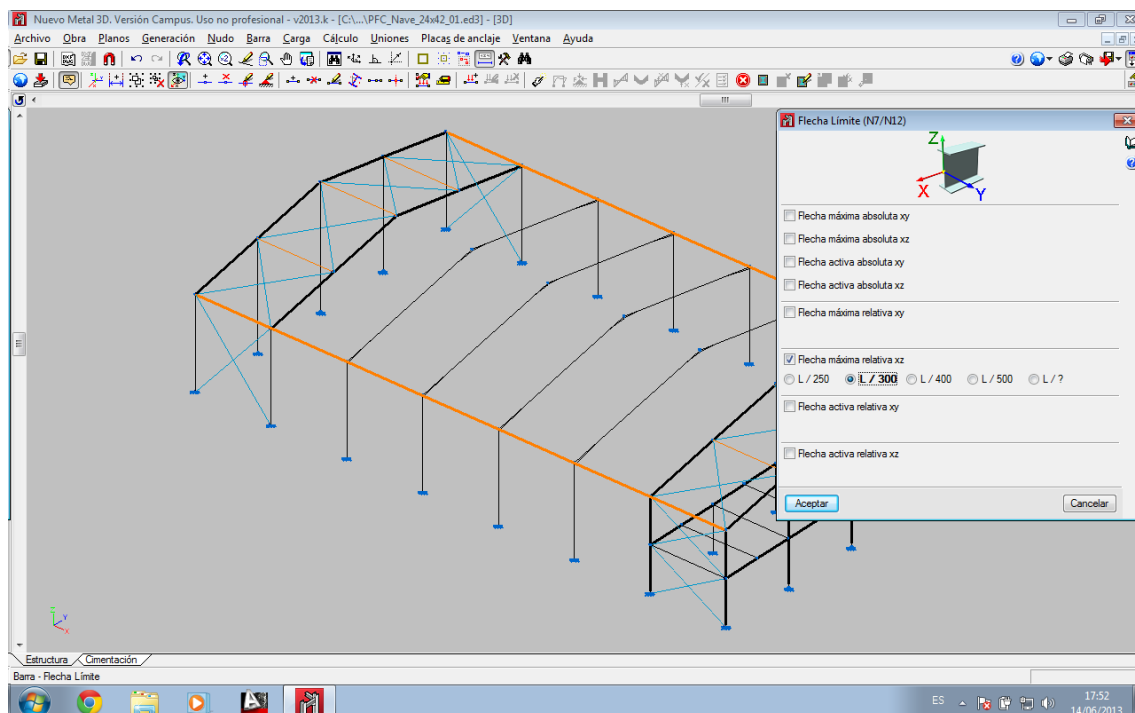 Nuevo Metal 3D. Versión Campus. Uso no profesional - v2013.k - [C:\...\PFC_Nave_24x42_01.ed3] - [3D]
Archivo Obra Planos Generación Nudo Barra Carga Cálculo Uniones Placas de anclaje Ventana Ayuda
Flecha Límite (N7/N12)
Z
X
Y
Flecha máxima absoluta xy
Flecha máxima absoluta xz
Flecha activa absoluta xy
Flecha activa absoluta xz
Flecha máxima relativa xy
Flecha máxima relativa xz
L / 250 L / 300 L / 400 L / 500 L / ?
Flecha activa relativa xy
Flecha activa relativa xz
Aceptar Cancelar
Y
X
Estructura Cimentación
Barra - Flecha Límite
ES
17:52
14/06/2013